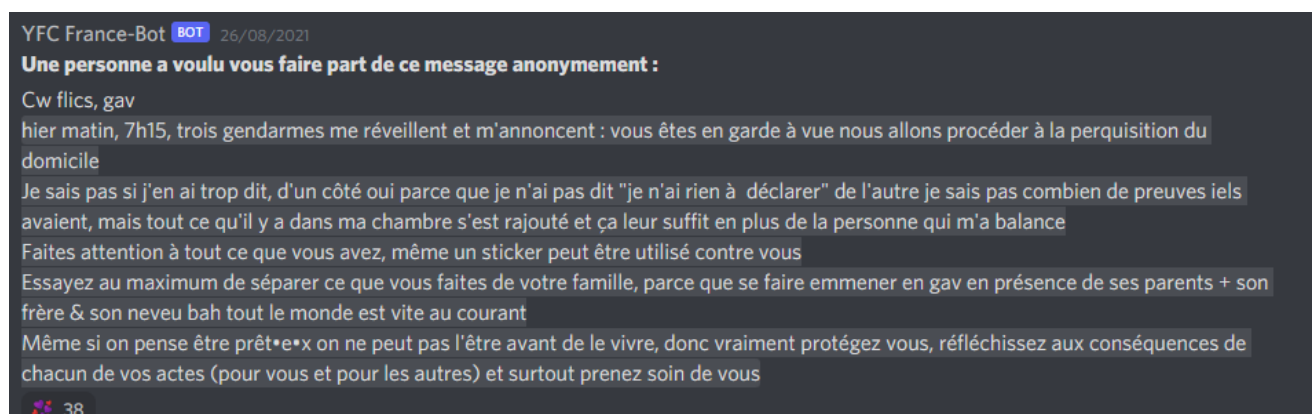 YFC France-Bot BOT 26/08/2021
Une personne a voulu vous faire part de ce message anonymement :
Cw flics, gav
hier matin, 7h15, trois gendarmes me réveillent et m'annoncent : vous êtes en garde à vue nous allons procéder à la perquisition du
domicile
Je sais pas si j'en ai trop dit, d'un côté oui parce que je n'ai pas dit "je n'ai rien à déclarer" de l'autre je sais pas combien de preuves iels
avaient, mais tout ce qu'il y a dans ma chambre s'est rajouté et ça leur suffit en plus de la personne qui m'a balance
Faites attention à tout ce que vous avez, même un sticker peut être utilisé contre vous
Essayez au maximum de séparer ce que vous faites de votre famille, parce que se faire emmener en gav en présence de ses parents + son
frère & son neveu bah tout le monde est vite au courant
Même si on pense être prêt•e•x on ne peut pas l'être avant de le vivre, donc vraiment protégez vous, réfléchissez aux conséquences de
chacun de vos actes (pour vous et pour les autres) et surtout prenez soin de vous
38